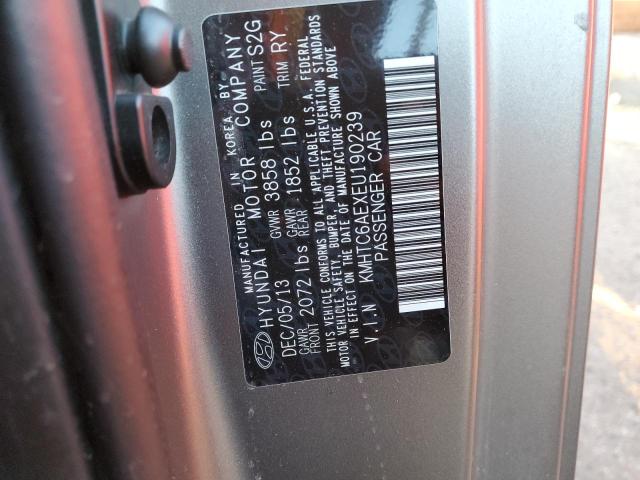 MANUFACTURED IN KOREA BY
HYUNDAI MOTOR COMPANY
DEC/05/13 GVWR 3858 lbs PAINT S2G
GAWR FRONT 2072 lbs GAWR REAR 1852 lbs TRIM RY
THIS VEHICLE CONFORMS TO ALL APPLICABLE U.S.A. FEDERAL
MOTOR VEHICLE SAFETY, BUMPER, AND THEFT PREVENTION STANDARDS
IN EFFECT ON THE DATE OF MANUFACTURE SHOWN ABOVE
V.I.N KMHTC6AEXEU190239
PASSENGER CAR